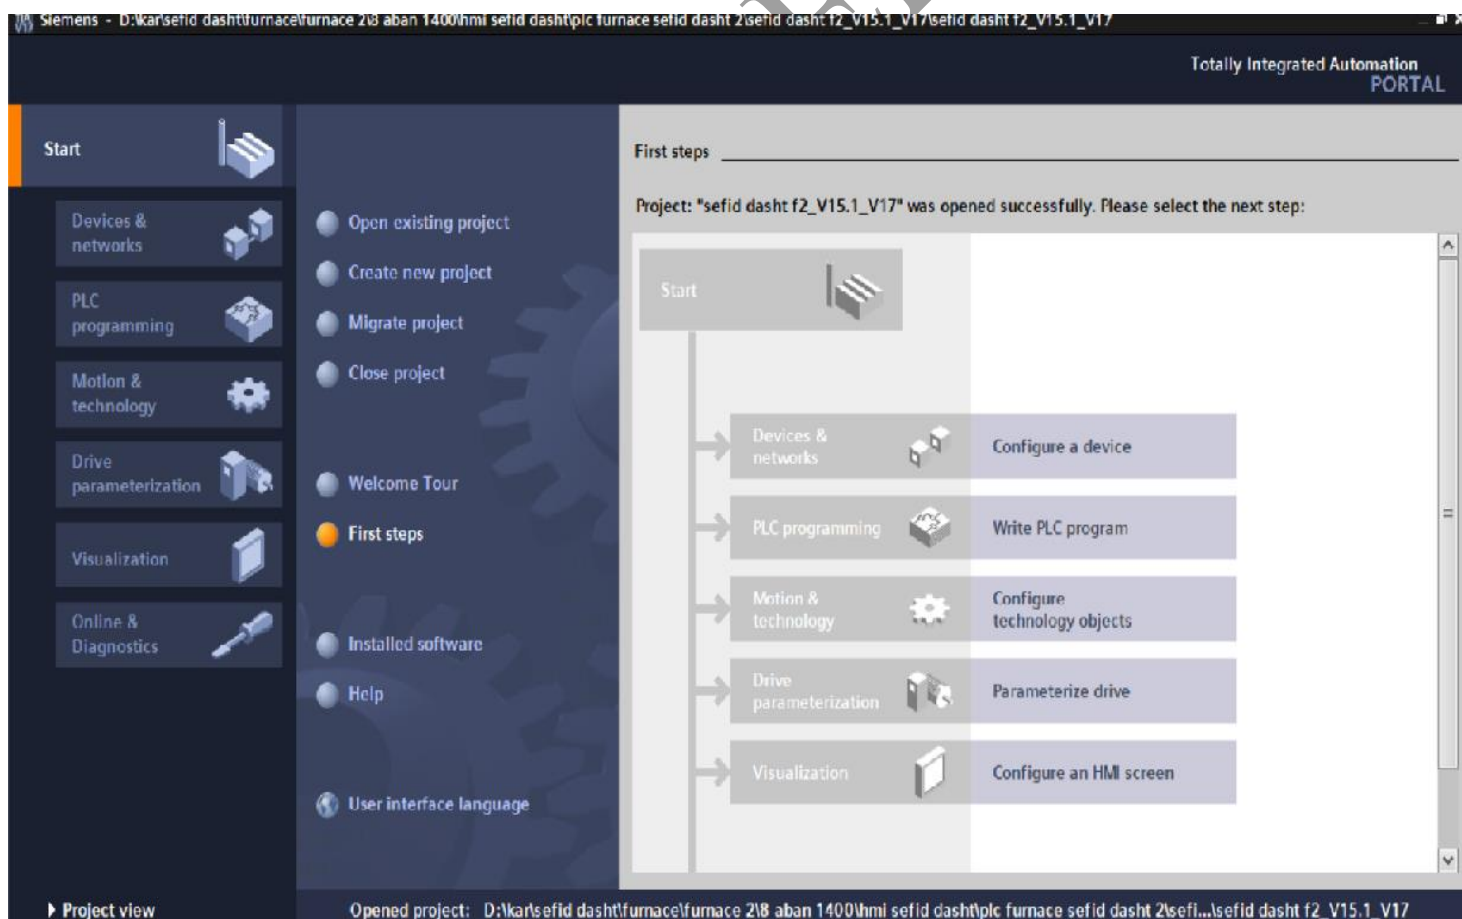 Siemens - D:\kar\sefid dasht\furnace\furnace 2\8 aban 1400\hmi sefid dasht\plc furnace sefid dasht 2\sefid dasht f2_V15.1_V17\sefid dasht f2_V15.1_V17
Totally Integrated Automation
PORTAL
Start
Devices &
networks
PLC
programming
Motion &
technology
Drive
parameterization
Visualization
Online &
Diagnostics
Open existing project
Create new project
Migrate project
Close project
Welcome Tour
First steps
Installed software
Help
User interface language
First steps
Project: "sefid dasht f2_V15.1_V17" was opened successfully. Please select the next step:
Start
Devices &
networks
Configure a device
PLC programming
Write PLC program
Motion &
technology
Configure
technology objects
Drive
parameterization
Parameterize drive
Visualization
Configure an HMI screen
Project view
Opened project: D:\kar\sefid dasht\furnace\furnace 2\8 aban 1400\hmi sefid dasht\plc furnace sefid dasht 2\sefi...\sefid dasht f2_V15.1_V17